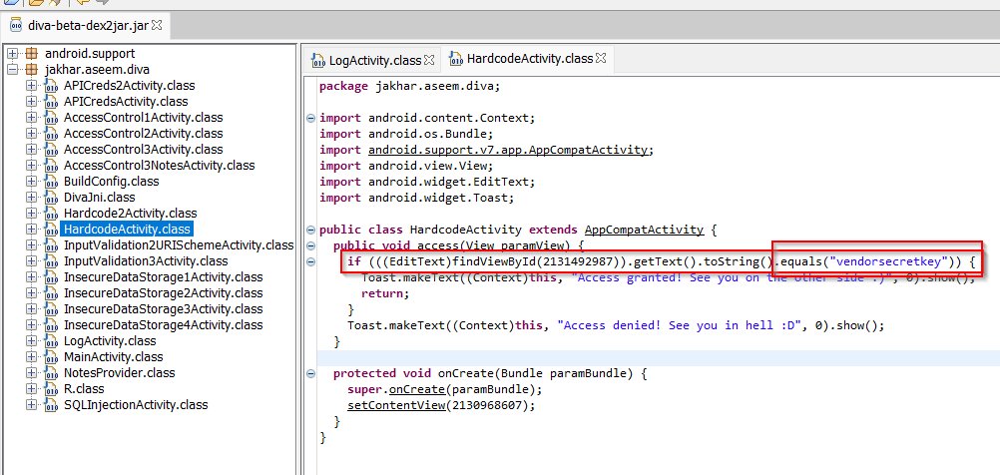 diva-beta-dex2jar.jar
android.support
jakhar.aseem.diva
APICreds2Activity.class
APICredsActivity.class
AccessControl1Activity.class
AccessControl2Activity.class
AccessControl3Activity.class
AccessControl3NotesActivity.class
BuildConfig.class
DivaJni.class
Hardcode2Activity.class
HardcodeActivity.class
InputValidation2URISchemeActivity.class
InputValidation3Activity.class
InsecureDataStorage1Activity.class
InsecureDataStorage2Activity.class
InsecureDataStorage3Activity.class
InsecureDataStorage4Activity.class
LogActivity.class
MainActivity.class
NotesProvider.class
R.class
SQLInjectionActivity.class
LogActivity.class HardcodeActivity.class
package jakhar.aseem.diva;
import android.content.Context;
import android.os.Bundle;
import android.support.v7.app.AppCompatActivity;
import android.view.View;
import android.widget.EditText;
import android.widget.Toast;
public class HardcodeActivity extends AppCompatActivity {
public void access(View paramView) {
if (((EditText)findViewById(2131492987)).getText().toString().equals("vendorsecretkey")) {
Toast.makeText((Context)this, "Access granted! See you on the other side :)", 0).show();
return;
}
Toast.makeText((Context)this, "Access denied! See you in hell :D", 0).show();
}
protected void onCreate(Bundle paramBundle) {
super.onCreate(paramBundle);
setContentView(2130968607);
}
}